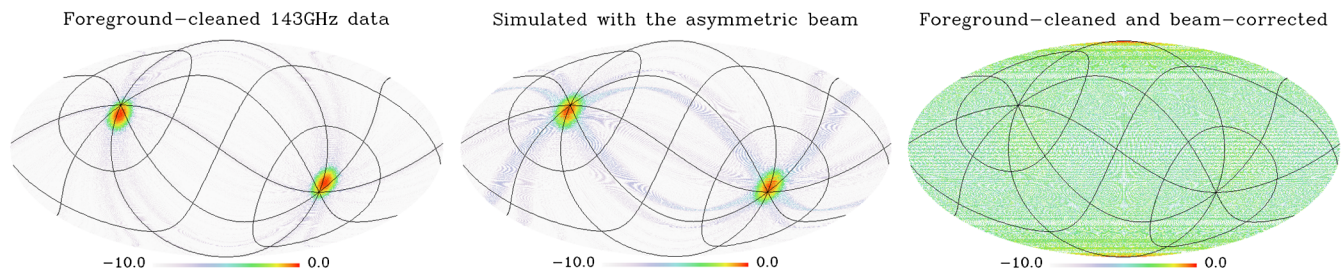 Foreground-cleaned 143GHz data
Simulated with the asymmetric beam
Foreground-cleaned and beam-corrected
-10.0 0.0
-10.0 0.0
-10.0 0.0